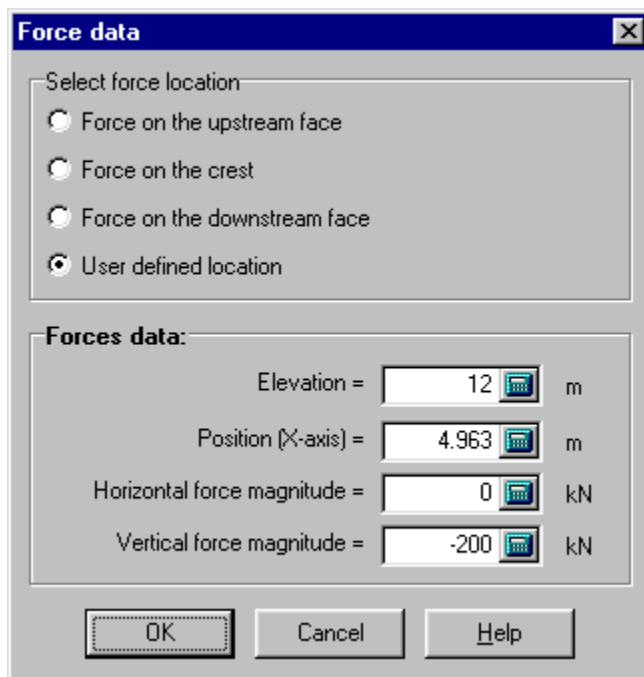 Force data
Select force location
Force on the upstream face
Force on the crest
Force on the downstream face
User defined location
Forces data:
Elevation = 12 m
Position (X-axis) = 4.963 m
Horizontal force magnitude = 0 kN
Vertical force magnitude = -200 kN
OK Cancel Help